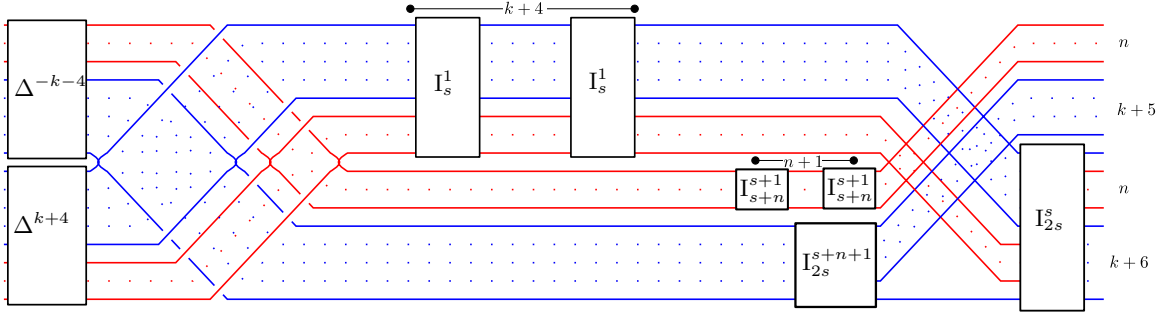 k + 4
n
Δ^{−k−4}
I_s^1
I_s^1
k + 5
n + 1
I_{s+n}^{s+1}
I_{s+n}^{s+1}
n
Δ^{k+4}
I_{2s}^s
I_{2s}^{s+n+1}
k + 6